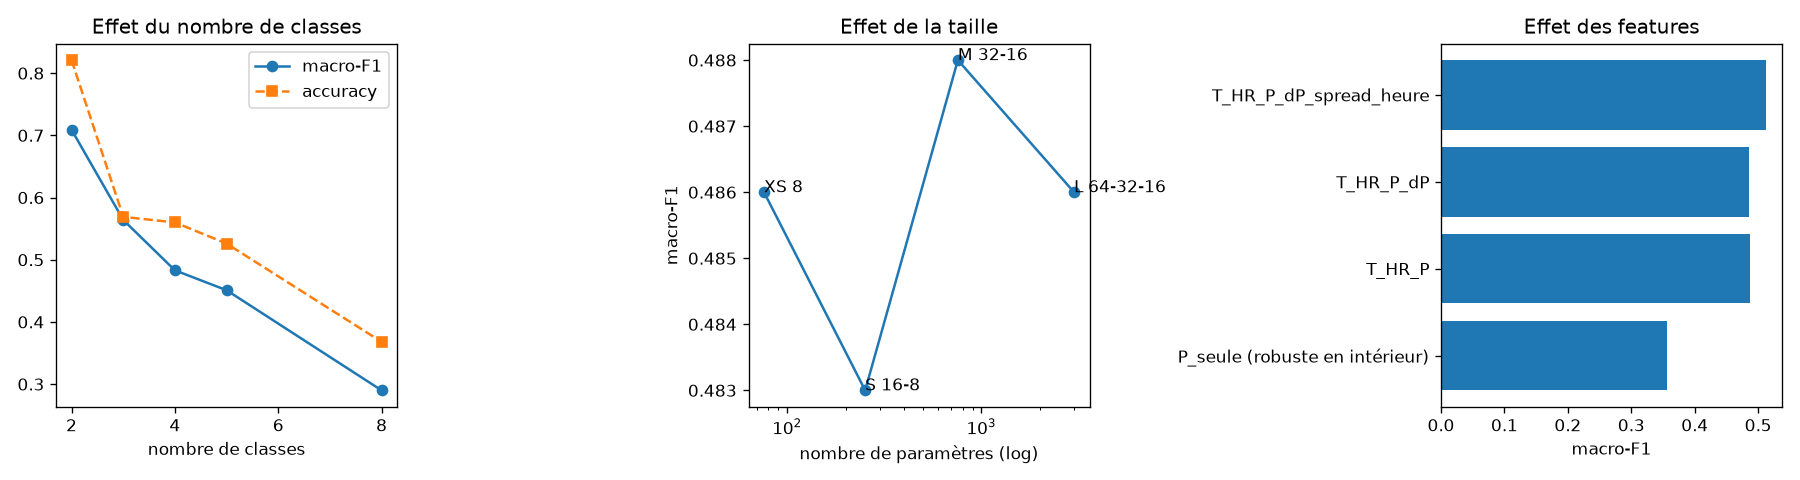 Effet du nombre de classes
macro-F1
accuracy
0.8
0.7
0.6
0.5
0.4
0.3
2
4
6
8
nombre de classes
Effet de la taille
macro-F1
0.488
0.487
0.486
0.485
0.484
0.483
XS 8
S 16-8
M 32-16
L 64-32-16
10²
10³
nombre de paramètres (log)
Effet des features
T_HR_P_dP_spread_heure
T_HR_P_dP
T_HR_P
P_seule (robuste en intérieur)
0.0
0.1
0.2
0.3
0.4
0.5
macro-F1